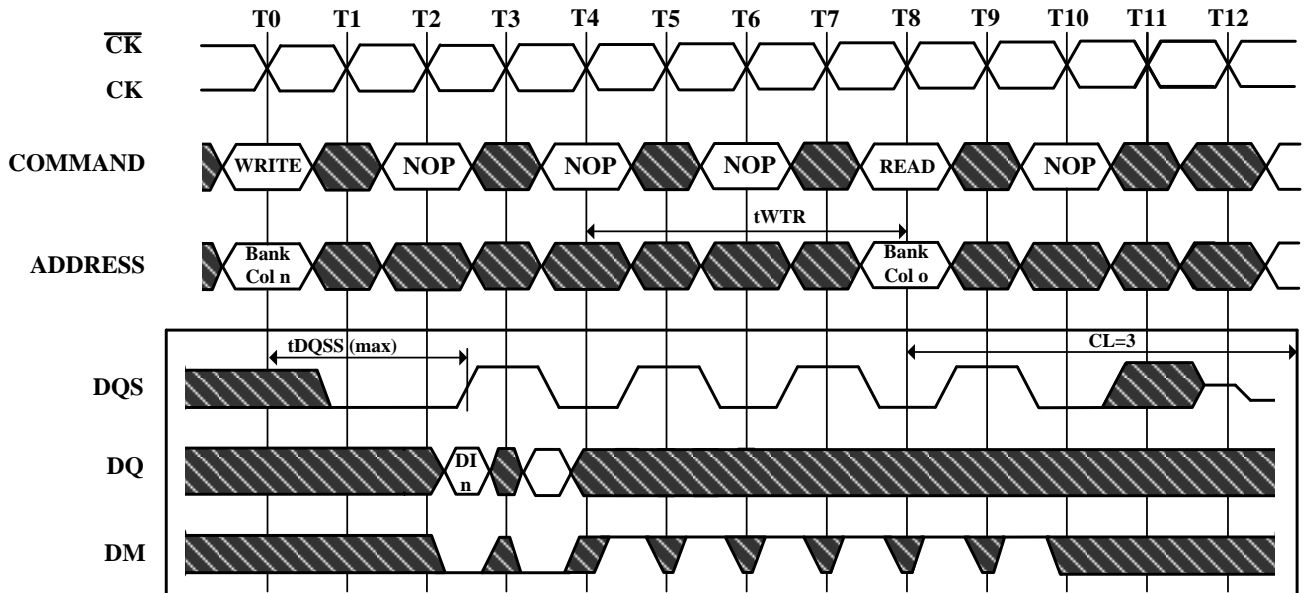 T0 T1 T2 T3 T4 T5 T6 T7 T8 T9 T10 T11 T12
CK
CK
COMMAND WRITE NOP NOP NOP READ NOP
tWTR
ADDRESS Bank Col n Bank Col o
tDQSS (max) CL=3
DQS
DQ DI n
DM